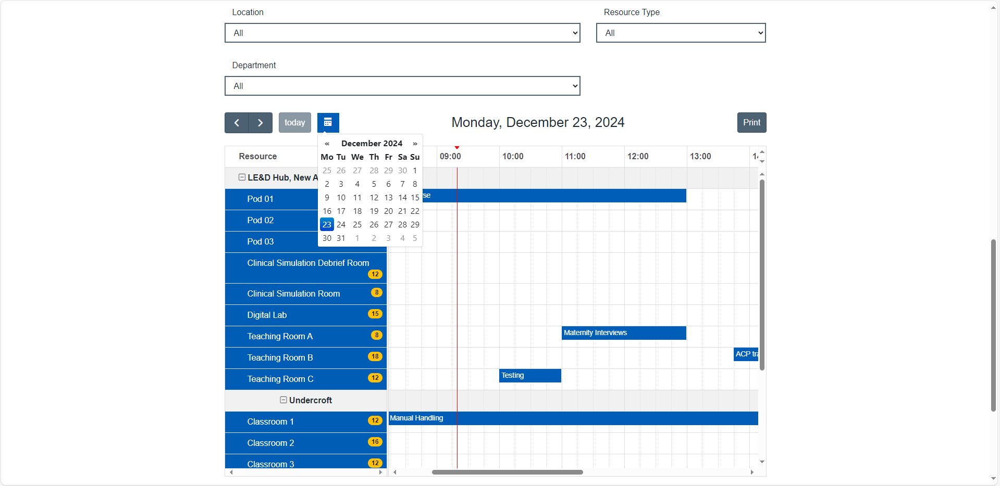 Location
Resource Type
All
All
Department
All
today
Monday, December 23, 2024
Print
« December 2024 »
Mo Tu We Th Fr Sa Su
25 26 27 28 29 30 1
2 3 4 5 6 7 8
9 10 11 12 13 14 15
16 17 18 19 20 21 22
23 24 25 26 27 28 29
30 31 1 2 3 4 5
Resource
09:00 10:00 11:00 12:00 13:00
LE&D Hub, New A
Pod 01
Pod 02
Pod 03
Clinical Simulation Debrief Room
12
Clinical Simulation Room 8
Digital Lab 15
Teaching Room A 8 Maternity Interviews
Teaching Room B 18 ACP tra
Teaching Room C 12 Testing
Undercroft
Classroom 1 12 Manual Handling
Classroom 2 16
Classroom 3 12